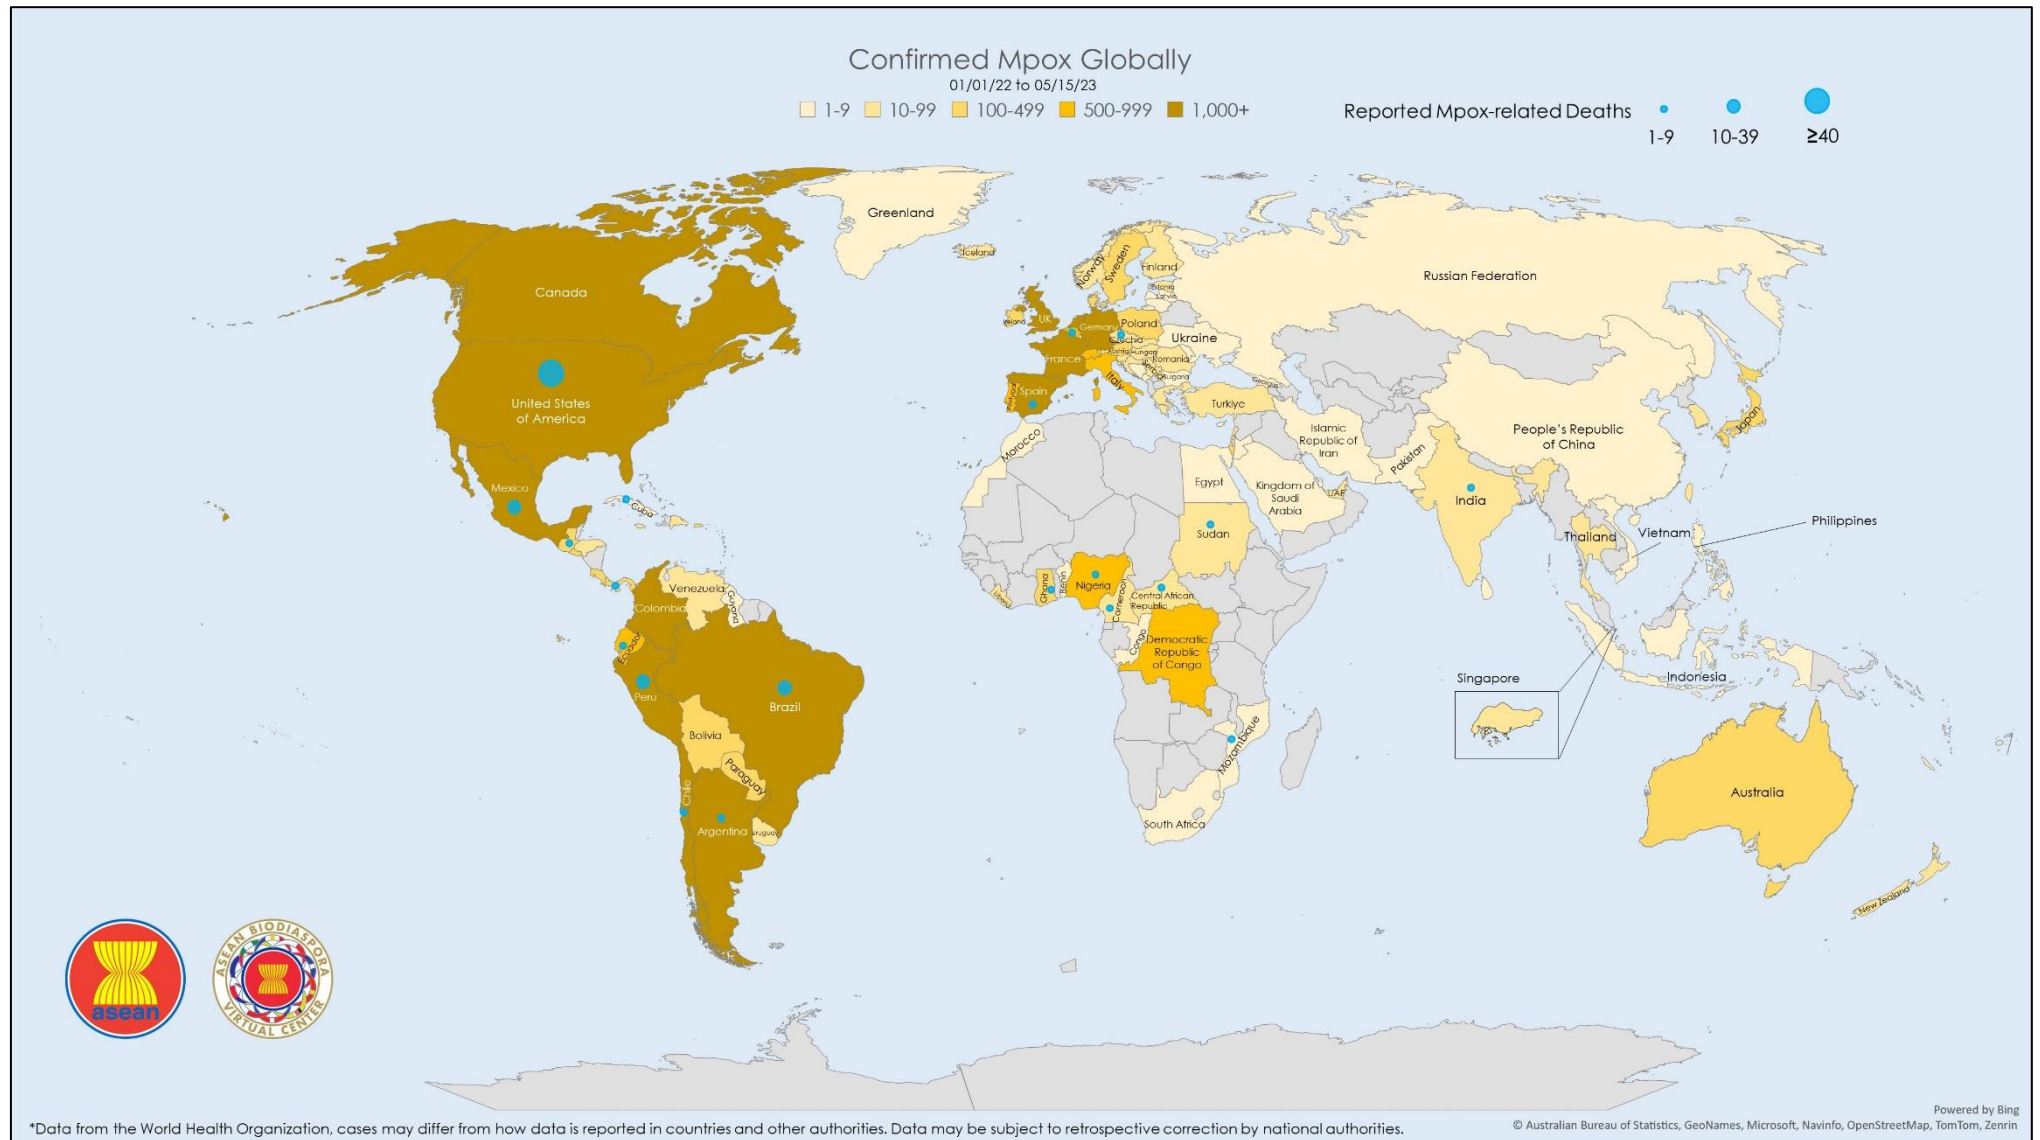 Confirmed Mpox Globally
01/01/22 to 05/15/23
1-9
10-99
100-499
500-999
1,000+
Reported Mpox-related Deaths
1-9
10-39
≥40
Greenland
Iceland
Norway
Sweden
Finland
Estonia
Latvia
Russian Federation
Canada
Ireland
UK
Germany
Poland
Czechia
Ukraine
Austria
Hungary
France
Romania
Bulgaria
Italy
Portugal
Spain
Georgia
Turkiye
United States
of America
Morocco
Islamic
Republic of
Iran
Pakistan
People's Republic
of China
Japan
Mexico
Cuba
Egypt
Kingdom of
Saudi
Arabia
UAE
India
Sudan
Thailand
Vietnam
Philippines
Venezuela
Guyana
Colombia
Liberia
Ghana
Benin
Nigeria
Cameroon
Central African
Republic
Congo
Democratic
Republic
of Congo
Ecuador
Peru
Brazil
Singapore
Indonesia
Bolivia
Paraguay
Mozambique
Chile
Argentina
Uruguay
South Africa
Australia
New Zealand
asean
ASEAN BIODIASPORA
VIRTUAL CENTER
Powered by Bing
© Australian Bureau of Statistics, GeoNames, Microsoft, Navinfo, OpenStreetMap, TomTom, Zenrin
*Data from the World Health Organization, cases may differ from how data is reported in countries and other authorities. Data may be subject to retrospective correction by national authorities.